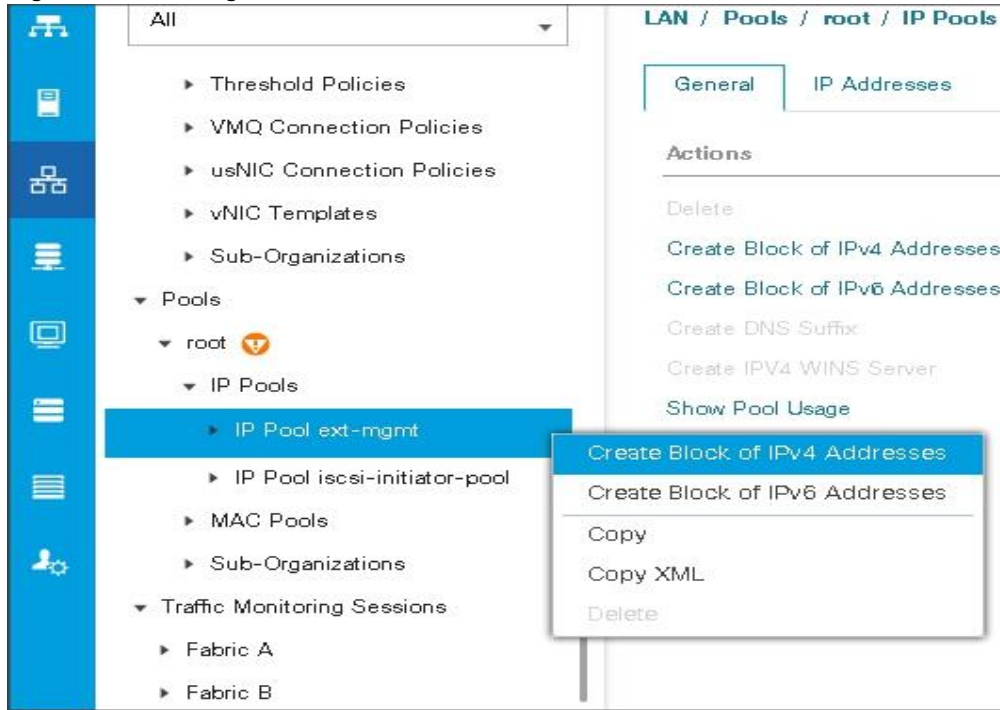 All
Threshold Policies
VMQ Connection Policies
usNIC Connection Policies
vNIC Templates
Sub-Organizations
Pools
root
IP Pools
IP Pool ext-mgmt
IP Pool iscsi-initiator-pool
MAC Pools
Sub-Organizations
Traffic Monitoring Sessions
Fabric A
Fabric B
LAN / Pools / root / IP Pools
General IP Addresses
Actions
Delete
Create Block of IPv4 Addresses
Create Block of IPv6 Addresses
Create DNS Suffix
Create IPV4 WINS Server
Show Pool Usage
Create Block of IPv4 Addresses
Create Block of IPv6 Addresses
Copy
Copy XML
Delete